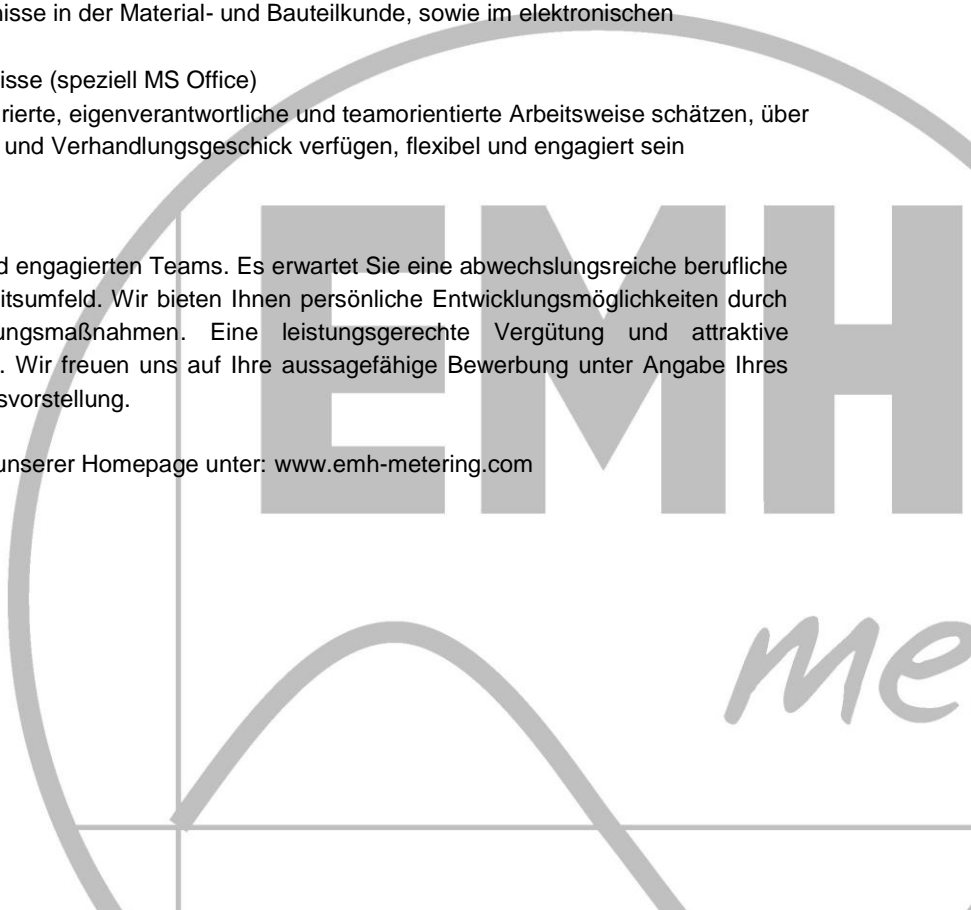 nisse in der Material- und Bauteilkunde, sowie im elektronischen
isse (speziell MS Office)
rierte, eigenverantwortliche und teamorientierte Arbeitsweise schätzen, über
und Verhandlungsgeschick verfügen, flexibel und engagiert sein
d engagierten Teams. Es erwartet Sie eine abwechslungsreiche berufliche
itsumfeld. Wir bieten Ihnen persönliche Entwicklungsmöglichkeiten durch
ungsmaßnahmen. Eine leistungsgerechte Vergütung und attraktive
. Wir freuen uns auf Ihre aussagefähige Bewerbung unter Angabe Ihres
svorstellung.
unserer Homepage unter: www.emh-metering.com
EMH
me